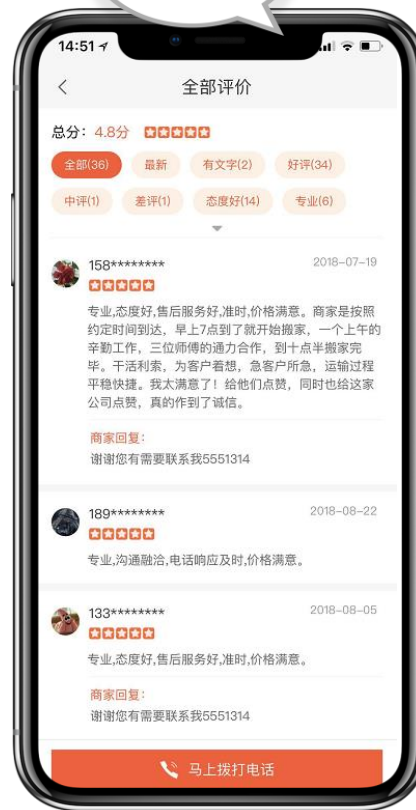 14:51
全部评价
总分：4.8分
全部(36) 最新 有文字(2) 好评(34)
中评(1) 差评(1) 态度好(14) 专业(6)
158********
2018-07-19
专业,态度好,售后服务好,准时,价格满意。商家是按照
约定时间到达，早上7点到了就开始搬家，一个上午的
辛勤工作，三位师傅的通力合作，到十点半搬家完
毕。干活利索，为客户着想，急客户所急，运输过程
平稳快捷。我太满意了！给他们点赞，同时也给这家
公司点赞，真的作到了诚信。
商家回复：
谢谢您有需要联系我5551314
189********
2018-08-22
专业,沟通融洽,电话响应及时,价格满意。
133********
2018-08-05
专业,态度好,售后服务好,准时,价格满意。
商家回复：
谢谢您有需要联系我5551314
马上拨打电话